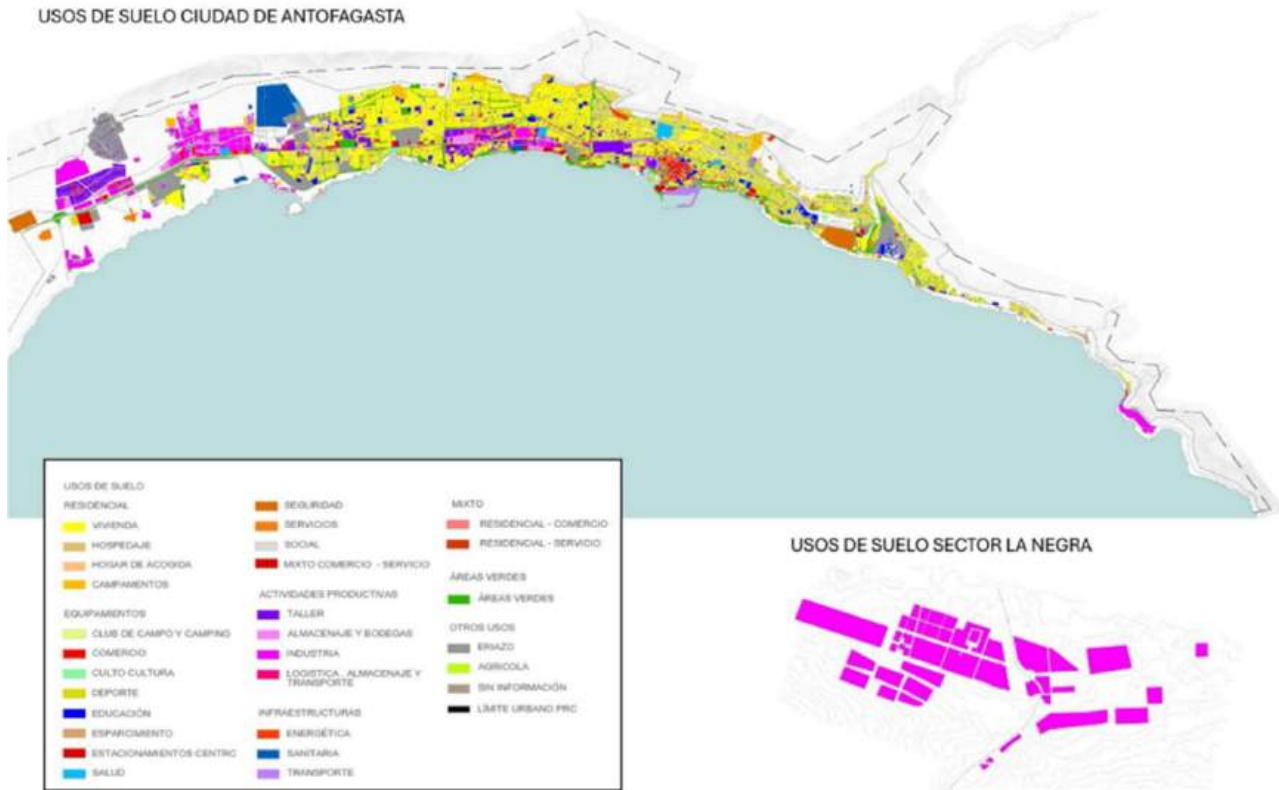 USOS DE SUELO CIUDAD DE ANTOFAGASTA
USOS DE SUELO
RESIDENCIAL
VIVIENDA
HOSPEDAJE
HOGAR DE ACOGIDA
CAMPAMENTOS
EQUIPAMIENTOS
CLUB DE CAMPO Y CAMPING
COMERCIO
CULTO CULTURA
DEPORTE
EDUCACIÓN
ESPARCIMIENTO
ESTACIONAMIENTOS CENTRO
SALUD
SEGURIDAD
SERVICIOS
SOCIAL
MIXTO COMERCIO - SERVICIO
ACTIVIDADES PRODUCTIVAS
TALLER
ALMACENAJE Y BODEGAS
INDUSTRIA
LOGISTICA, ALMACENAJE Y
TRANSPORTE
INFRAESTRUCTURAS
ENERGÉTICA
SANITARIA
TRANSPORTE
MIXTO
RESIDENCIAL - COMERCIO
RESIDENCIAL - SERVICIO
ÁREAS VERDES
ÁREAS VERDES
OTROS USOS
ERIAZO
AGRICOLA
SIN INFORMACIÓN
LÍMITE URBANO PRC
USOS DE SUELO SECTOR LA NEGRA